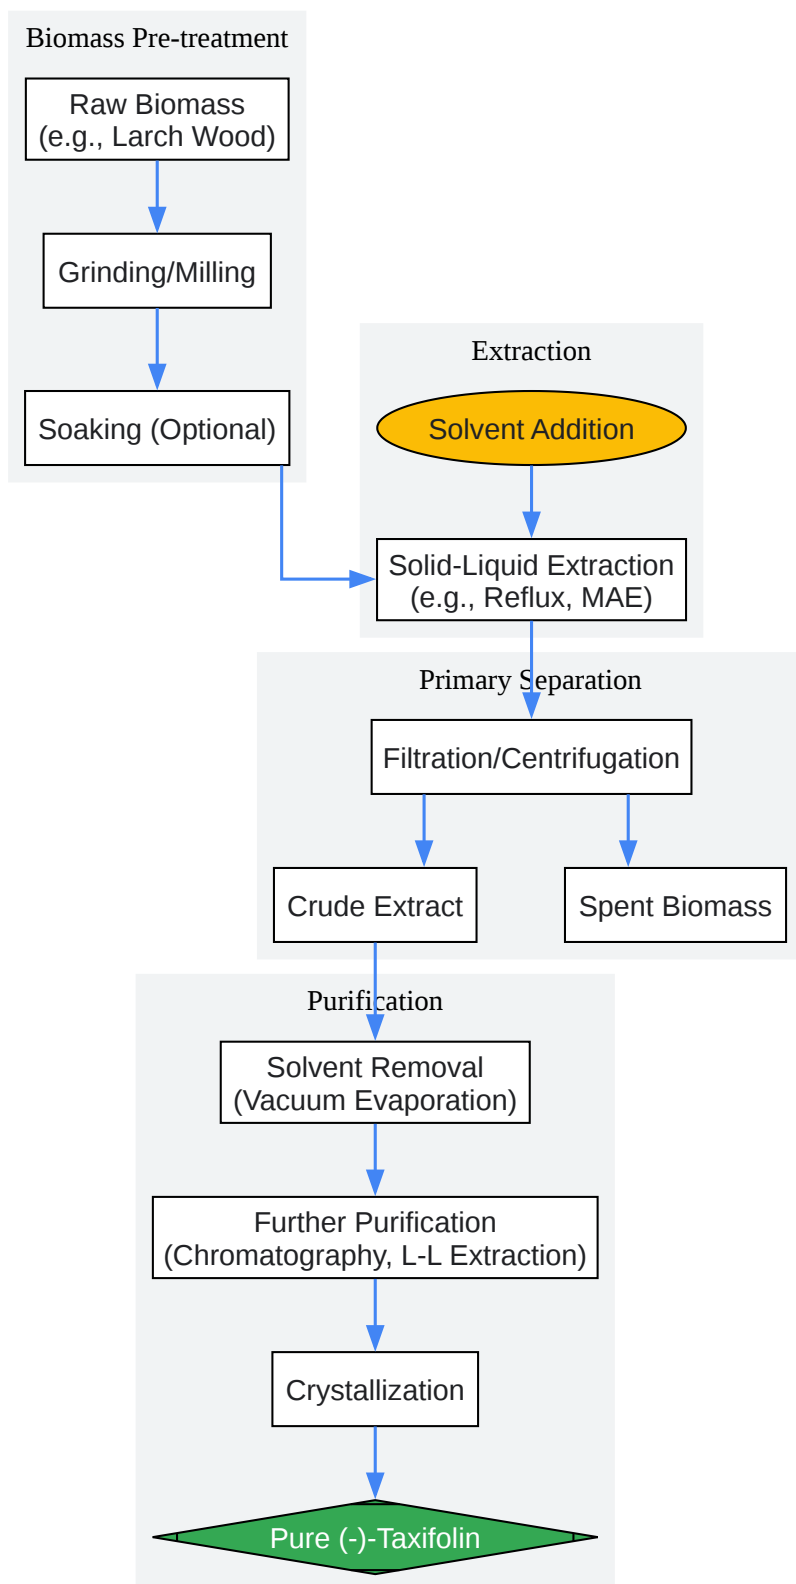 Biomass Pre-treatment
Raw Biomass
(e.g., Larch Wood)
Grinding/Milling
Soaking (Optional)
Extraction
Solvent Addition
Solid-Liquid Extraction
(e.g., Reflux, MAE)
Primary Separation
Filtration/Centrifugation
Crude Extract
Spent Biomass
Purification
Solvent Removal
(Vacuum Evaporation)
Further Purification
(Chromatography, L-L Extraction)
Crystallization
Pure (-)-Taxifolin